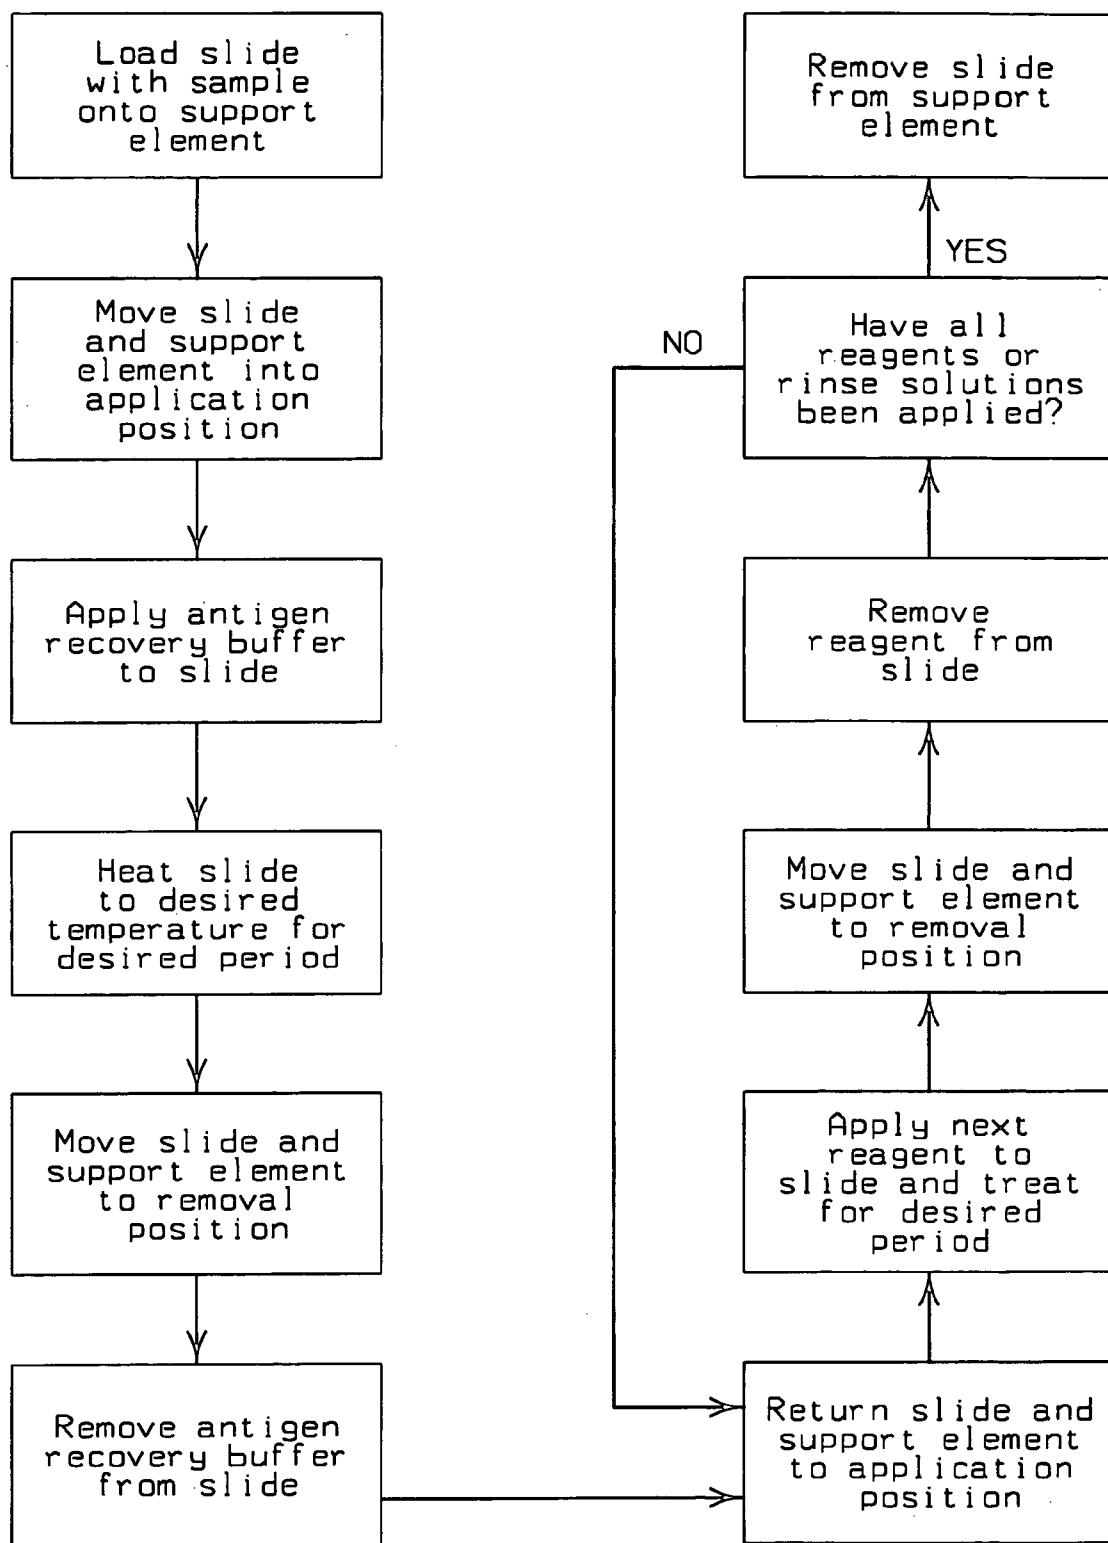 Load slide
with sample
onto support
element
Move slide
and support
element into
application
position
Apply antigen
recovery buffer
to slide
Heat slide
to desired
temperature for
desired period
Move slide and
support element
to removal
position
Remove antigen
recovery buffer
from slide
Return slide and
support element
to application
position
Apply next
reagent to
slide and treat
for desired
period
Move slide and
support element
to removal
position
Remove
reagent from
slide
Have all
reagents or
rinse solutions
been applied?
NO
YES
Remove slide
from support
element